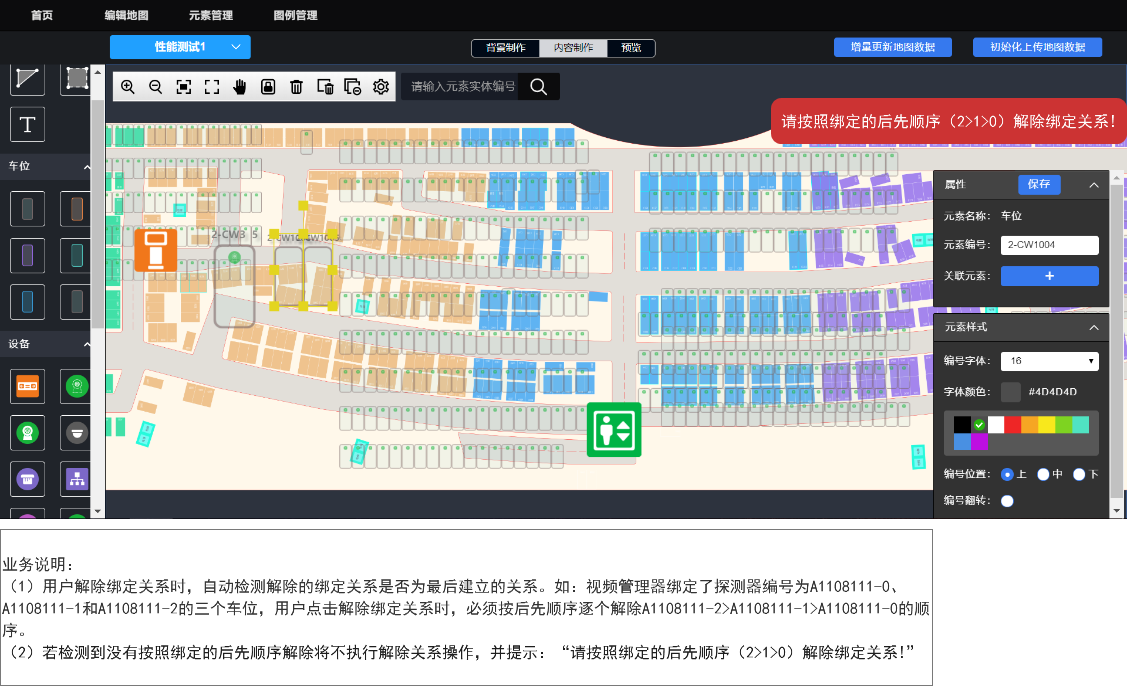 首页 编辑地图 元素管理 图例管理
性能测试1 背景制作 内容制作 预览 增量更新地图数据 初始化上传地图数据
请输入元素实体编号
请按照绑定的后先顺序（2>1>0）解除绑定关系！
T
车位
属性 保存
元素名称： 车位
元素编号： 2-CW1004
关联元素： +
设备
元素样式
编号字体： 16
字体颜色： #4D4D4D
编号位置： 上 中 下
编号翻转：
业务说明：
（1）用户解除绑定关系时，自动检测解除的绑定关系是否为最后建立的关系。如：视频管理器绑定了探测器编号为A1108111-0、
A1108111-1和A1108111-2的三个车位，用户点击解除绑定关系时，必须按后先顺序逐个解除A1108111-2>A1108111-1>A1108111-0的顺
序。
（2）若检测到没有按照绑定的后先顺序解除将不执行解除关系操作，并提示：“请按照绑定的后先顺序（2>1>0）解除绑定关系！”